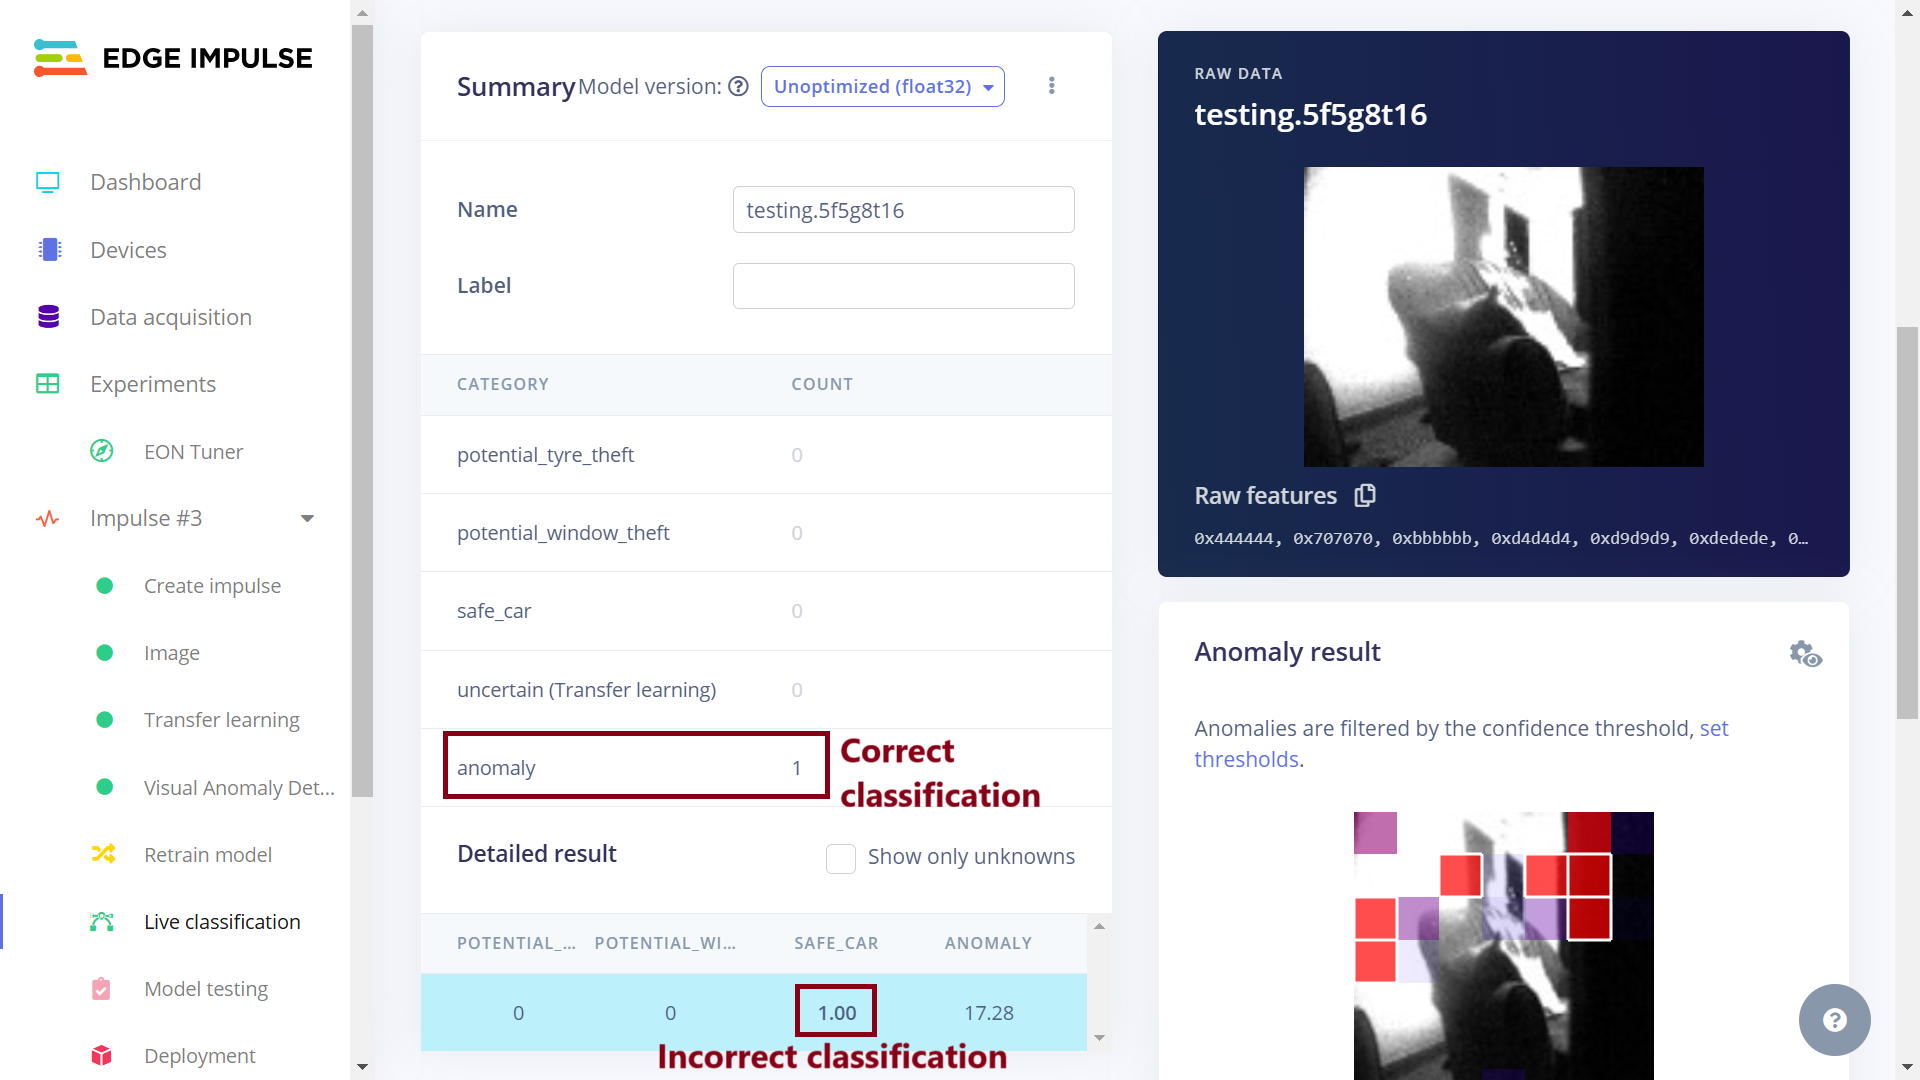 EDGE IMPULSE
Dashboard
Devices
Data acquisition
Experiments
EON Tuner
Impulse #3
Create impulse
Image
Transfer learning
Visual Anomaly Det...
Retrain model
Live classification
Model testing
Deployment
Summary Model version: ? Unoptimized (float32)
Name testing.5f5g8t16
Label
CATEGORY COUNT
potential_tyre_theft 0
potential_window_theft 0
safe_car 0
uncertain (Transfer learning) 0
anomaly 1
Correct
classification
Detailed result Show only unknowns
POTENTIAL_... POTENTIAL_WI... SAFE_CAR ANOMALY
0 0 1.00 17.28
Incorrect classification
RAW DATA
testing.5f5g8t16
Raw features
0x444444, 0x707070, 0xbbbbbb, 0xd4d4d4, 0xd9d9d9, 0xdedede, 0...
Anomaly result
Anomalies are filtered by the confidence threshold, set
thresholds.
?